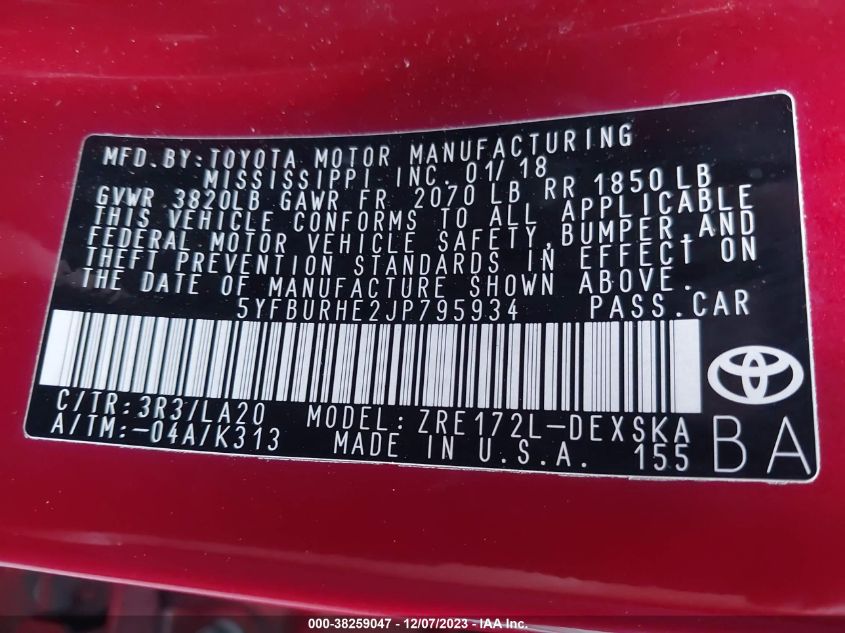 MFD.BY:TOYOTA MOTOR MANUFACTURING
MISSISSIPPI INC. 01/18
GVWR 3820LB GAWR FR 2070 LB RR 1850LB
THIS VEHICLE CONFORMS TO ALL APPLICABLE
FEDERAL MOTOR VEHICLE SAFETY,BUMPER,AND
THEFT PREVENTION STANDARDS IN EFFECT ON
THE DATE OF MANUFACTURE SHOWN ABOVE.
5YFBURHE2JP795934 PASS.CAR
C/TR:3R3/LA20 MODEL:ZRE172L-DEXSKA
A/TM:-04A/K313 MADE IN U.S.A. 155 BA
000-38259047 - 12/07/2023 - IAA Inc.